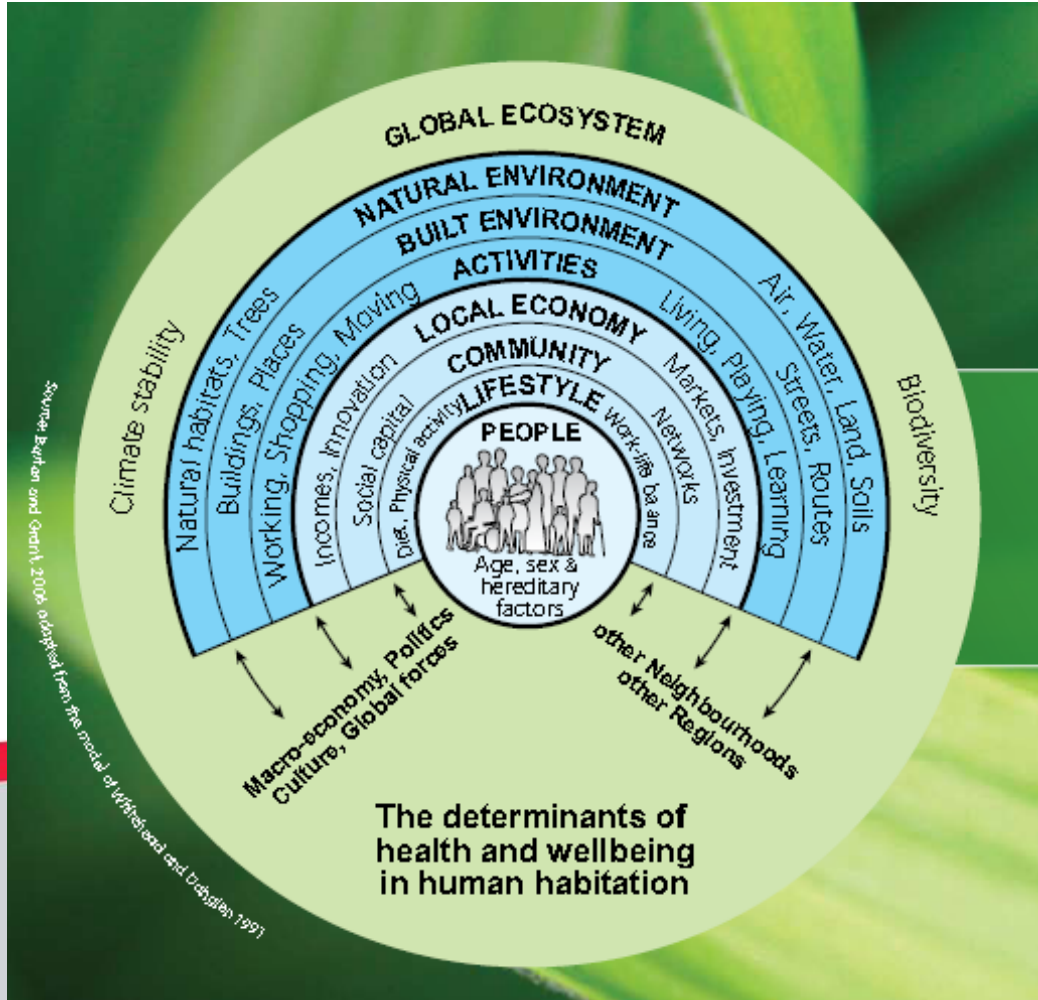 GLOBAL ECOSYSTEM
NATURAL ENVIRONMENT
BUILT ENVIRONMENT
ACTIVITIES
LOCAL ECONOMY
COMMUNITY
LIFESTYLE
PEOPLE
Age, sex &
hereditary
factors
Climate stability
Natural habitats, Trees
Buildings, Places
Working, Shopping, Moving
Incomes, Innovation
Social capital
Diet, Physical activity
Work-life balance
Networks
Markets, Investment
Living, Playing, Learning
Streets, Routes
Air, Water, Land, Soils
Biodiversity
Macro-economy, Politics
Culture, Global forces
other Neighbourhoods
other Regions
The determinants of
health and wellbeing
in human habitation
Source: Barton and Grant, 2006 adapted from the model of Whitehead and Dahglen 1991